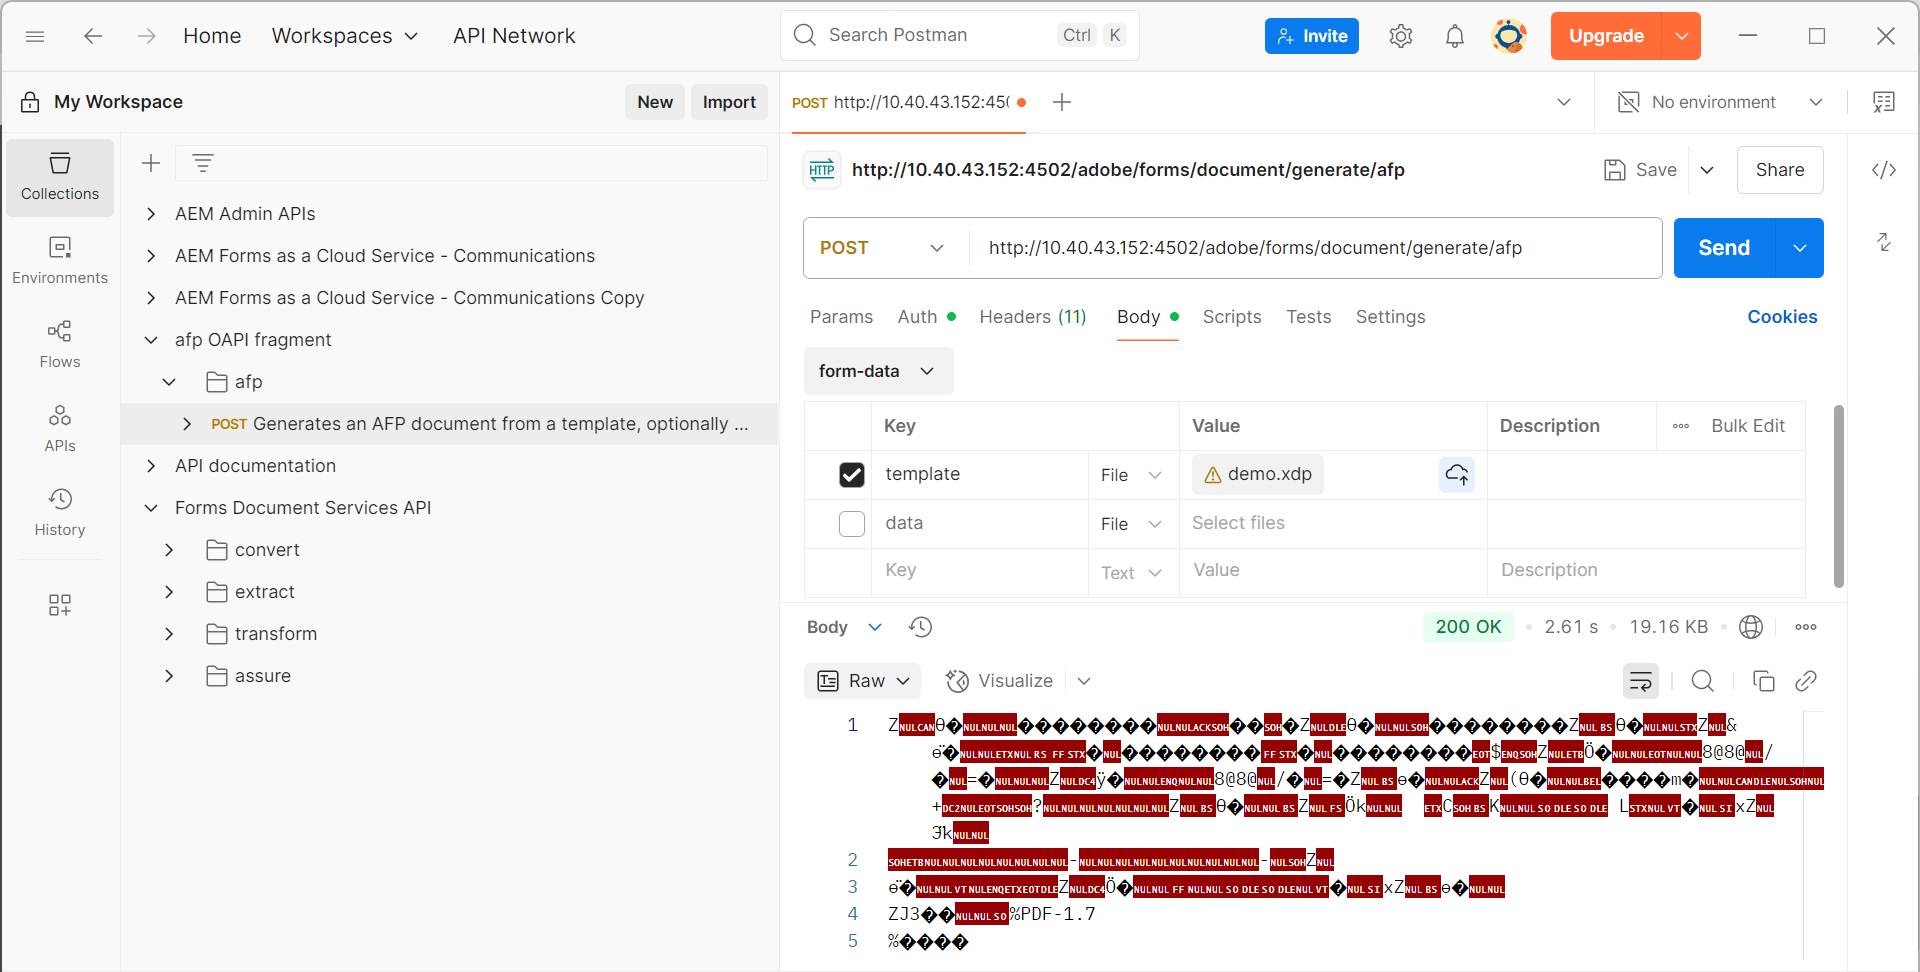 Home
Workspaces
API Network
Search Postman
Ctrl K
Invite
Upgrade
My Workspace
New
Import
POST http://10.40.43.152:45
No environment
Collections
Environments
Flows
APIs
History
AEM Admin APIs
AEM Forms as a Cloud Service - Communications
AEM Forms as a Cloud Service - Communications Copy
afp OAPI fragment
afp
POST Generates an AFP document from a template, optionally ...
API documentation
Forms Document Services API
convert
extract
transform
assure
HTTP http://10.40.43.152:4502/adobe/forms/document/generate/afp
Save
Share
POST http://10.40.43.152:4502/adobe/forms/document/generate/afp
Send
Params Auth Headers (11) Body Scripts Tests Settings
Cookies
form-data
Key Value Description Bulk Edit
template File demo.xdp
data File Select files
Key Text Value Description
Body
200 OK 2.61 s 19.16 KB
Raw Visualize
1
2
3
4 ZJ3��NULNULSO%PDF-1.7
5 %����